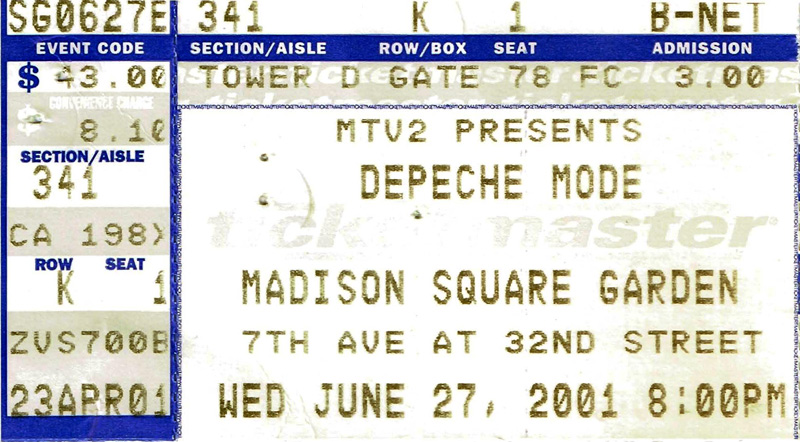 SG0627E 341 K 1 B-NET
EVENT CODE SECTION/AISLE ROW/BOX SEAT ADMISSION
$ 43.00 TOWER D GATE 78 FC 3.00
CONVENIENCE CHARGE
$ 8.10
SECTION/AISLE
341
CA 198X
ROW SEAT
K 1
ZVS700B
23APR01
MTV2 PRESENTS
DEPECHE MODE
ticketmaster
MADISON SQUARE GARDEN
7TH AVE AT 32ND STREET
WED JUNE 27, 2001 8:00PM